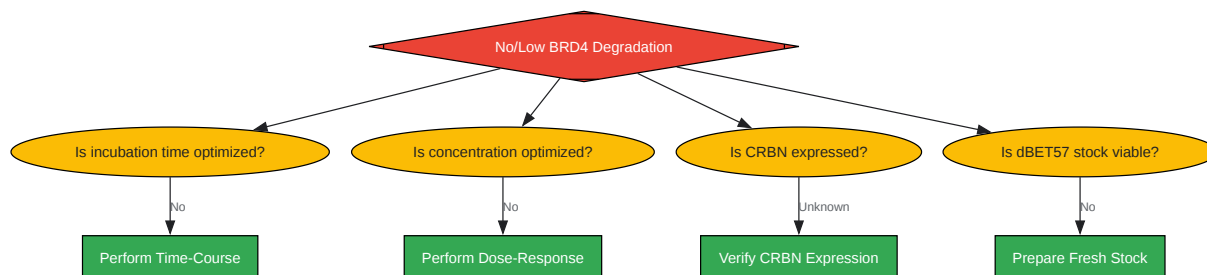 No/Low BRD4 Degradation
Is incubation time optimized?
Is concentration optimized?
Is CRBN expressed?
Is dBET57 stock viable?
No
No
Unknown
No
Perform Time-Course
Perform Dose-Response
Verify CRBN Expression
Prepare Fresh Stock